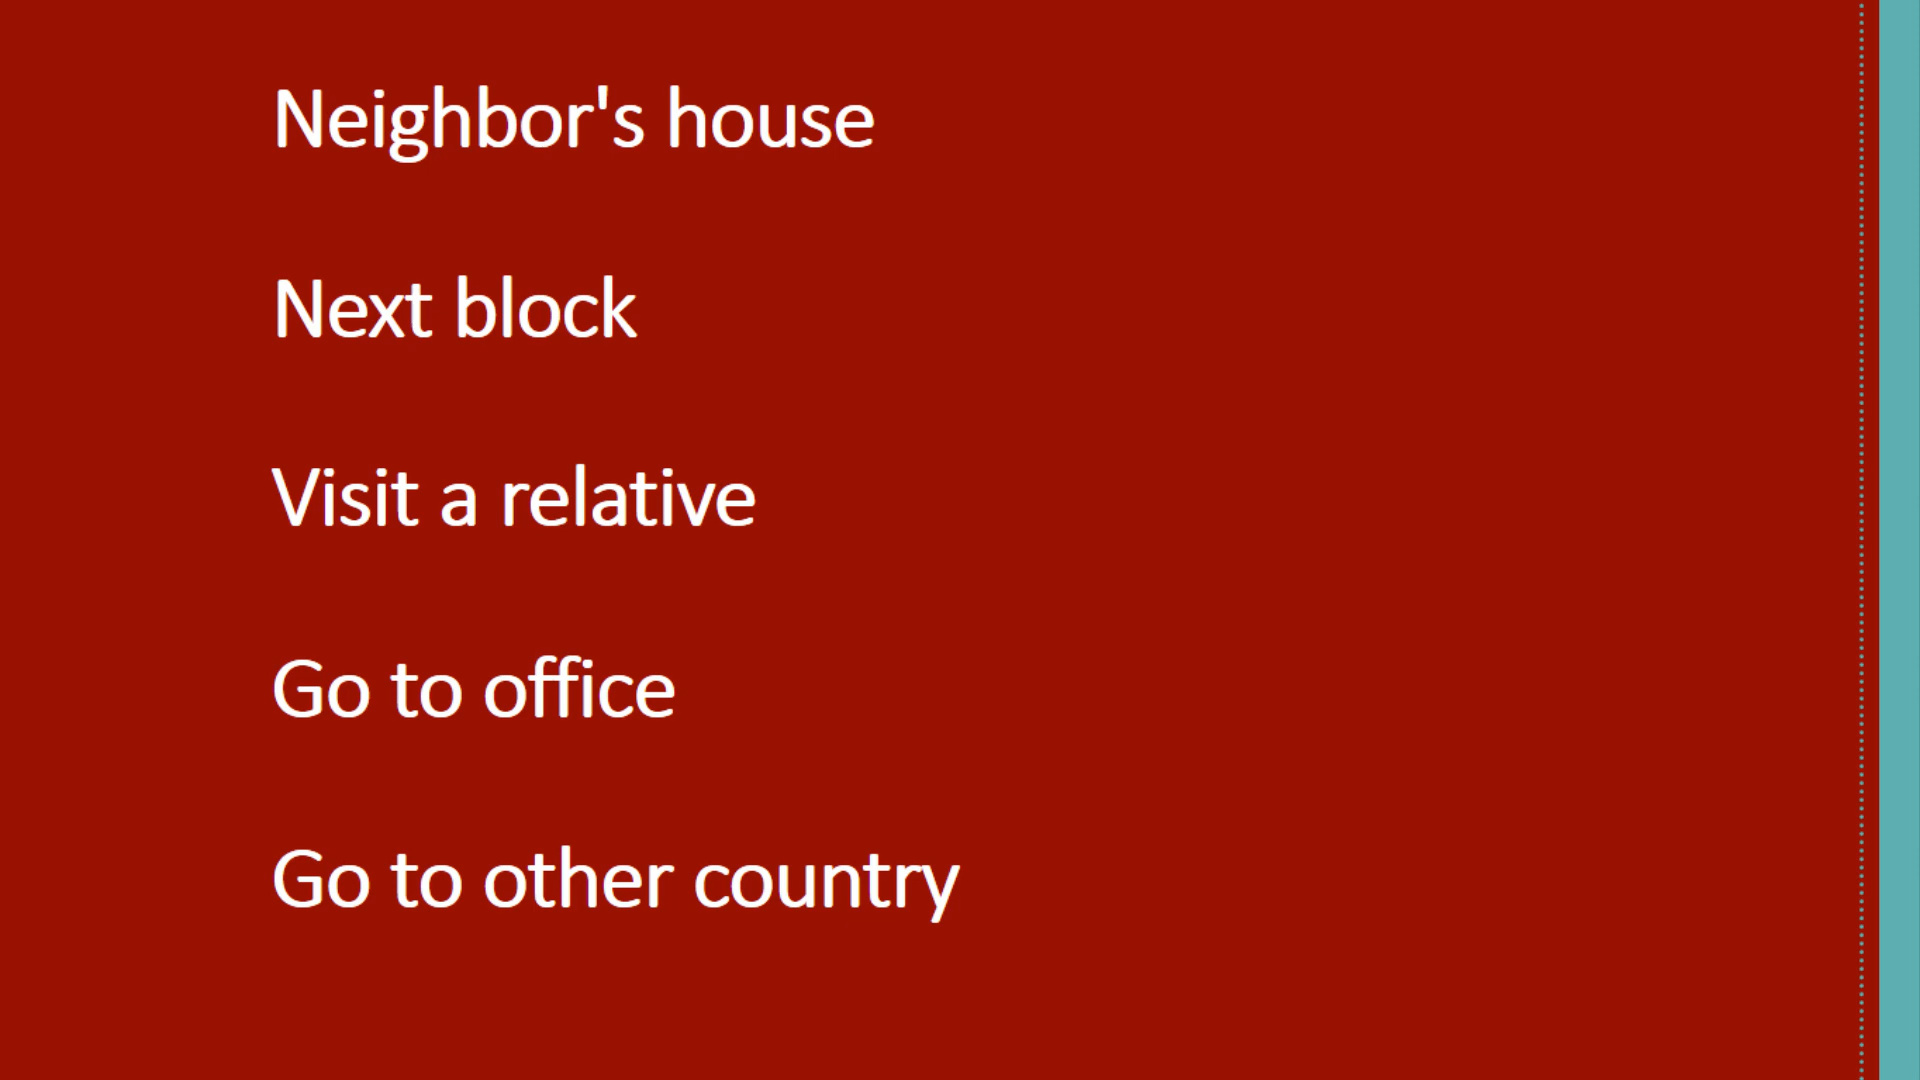 Neighbor's house
Next block
Visit a relative
Go to office
Go to other country